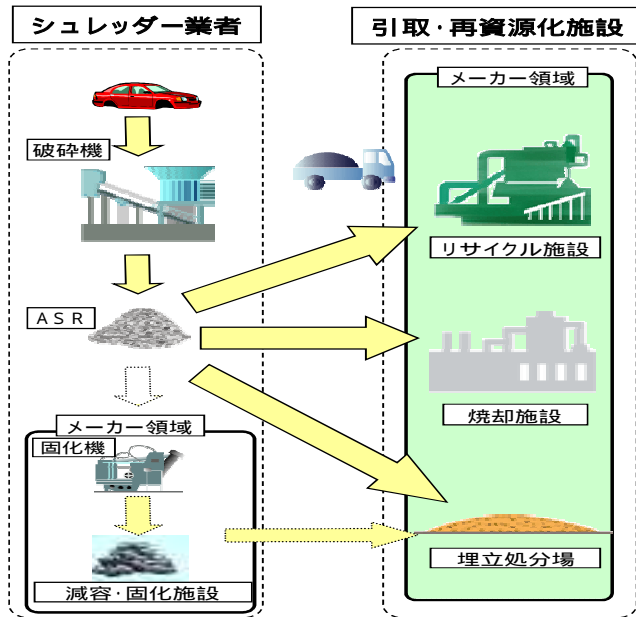 シュレッダー業者
引取・再資源化施設
メーカー領域
破砕機
リサイクル施設
ASR
焼却施設
メーカー領域
固化機
減容・固化施設
埋立処分場